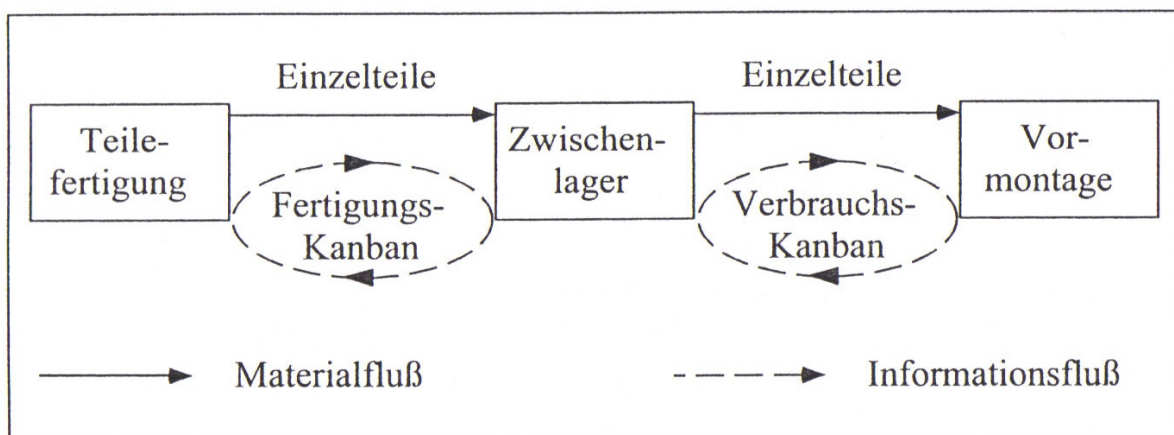 Einzelteile
Einzelteile
Teile-
fertigung
Zwischen-
lager
Vor-
montage
Fertigungs-
Kanban
Verbrauchs-
Kanban
Materialfluß
Informationsfluß